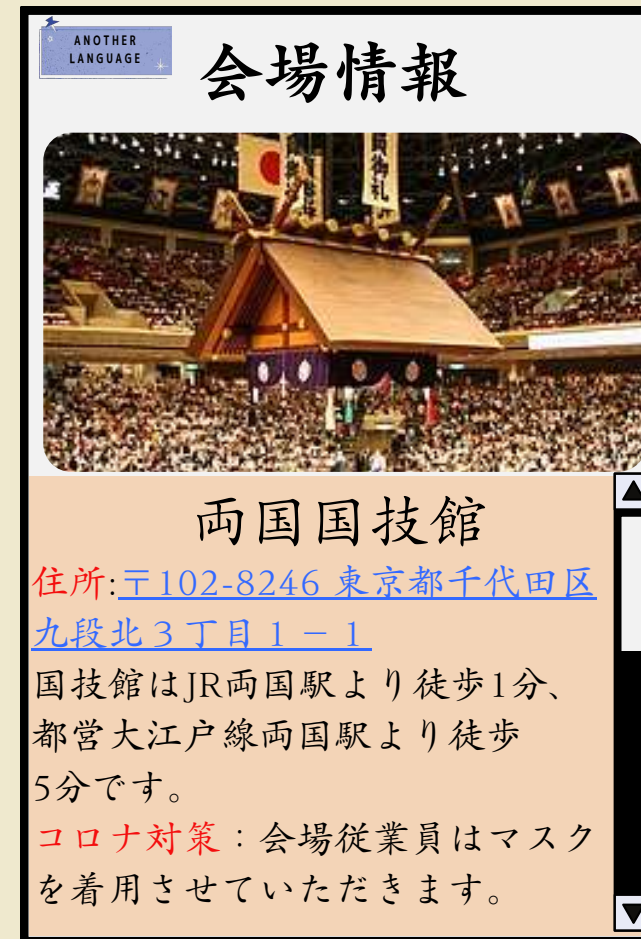 ANOTHER
LANGUAGE
会場情報
両国国技館
住所:〒102-8246 東京都千代田区
九段北３丁目１－１
国技館はJR両国駅より徒歩1分、
都営大江戸線両国駅より徒歩
5分です。
コロナ対策：会場従業員はマスク
を着用させていただきます。